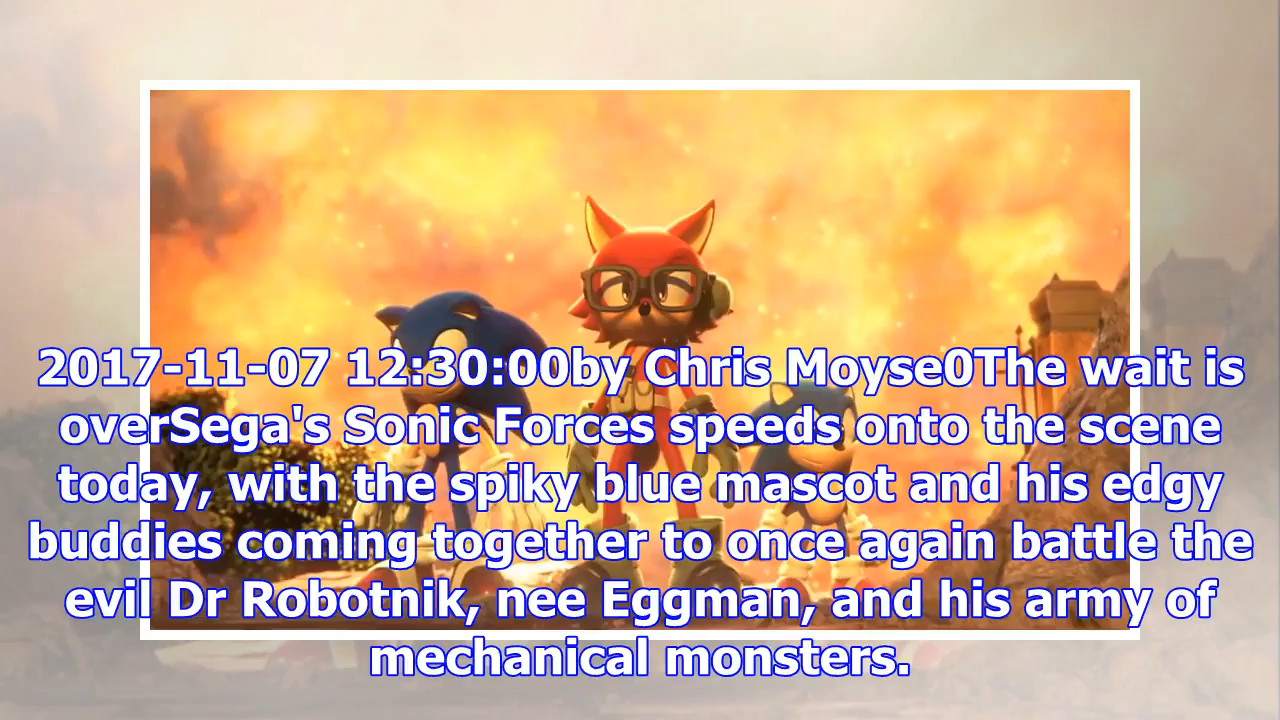 2017-11-07 12:30:00by Chris Moyse0The wait is
overSega's Sonic Forces speeds onto the scene
today, with the spiky blue mascot and his edgy
buddies coming together to once again battle the
evil Dr Robotnik, nee Eggman, and his army of
mechanical monsters.